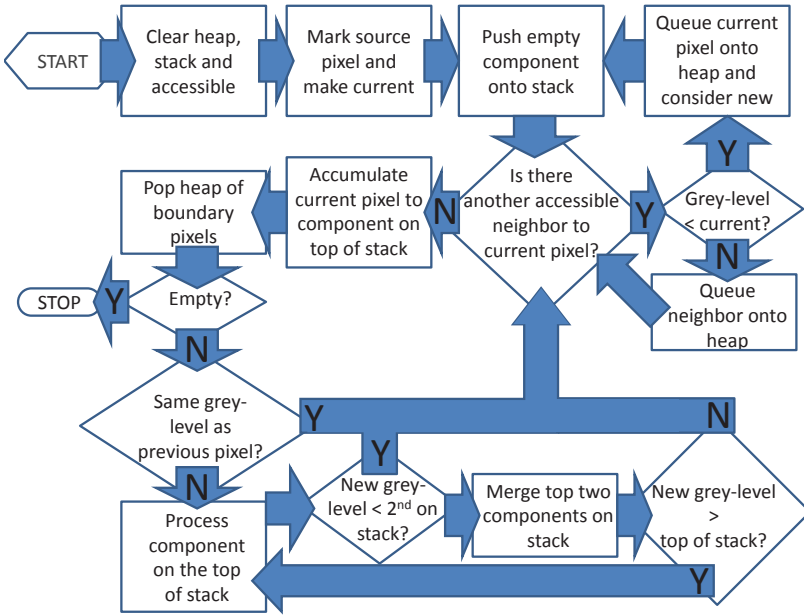 START
Clear heap,
stack and
accessible
Mark source
pixel and
make current
Push empty
component
onto stack
Queue current
pixel onto
heap and
consider new
Y
Grey-level
< current?
N
Queue
neighbor onto
heap
Is there
another accessible
neighbor to
current pixel?
Y
N
Accumulate
current pixel to
component on
top of stack
Pop heap of
boundary
pixels
Empty?
Y
STOP
N
Same grey-
level as
previous pixel?
Y
N
Process
component
on the top
of stack
Y
New grey-
level < 2nd on
stack?
Merge top two
components on
stack
N
New grey-level
>
top of stack?
Y